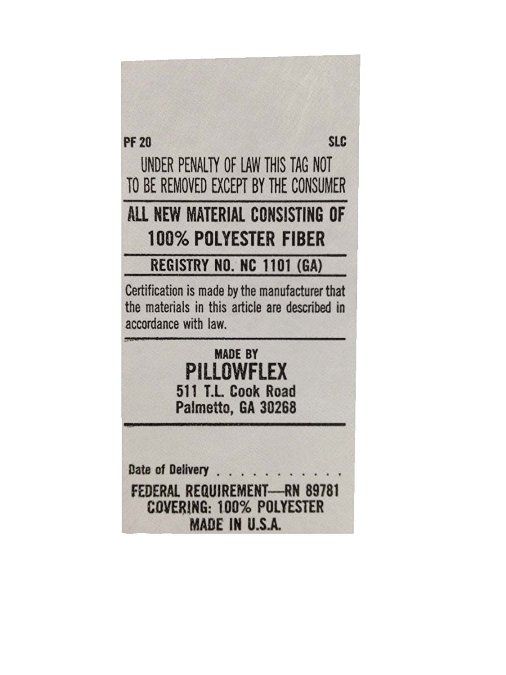 PF 20 SLC
UNDER PENALTY OF LAW THIS TAG NOT
TO BE REMOVED EXCEPT BY THE CONSUMER
ALL NEW MATERIAL CONSISTING OF
100% POLYESTER FIBER
REGISTRY NO. NC 1101 (GA)
Certification is made by the manufacturer that
the materials in this article are described in
accordance with law.
MADE BY
PILLOWFLEX
511 T.L. Cook Road
Palmetto, GA 30268
Date of Delivery . . . . . . . . . . .
FEDERAL REQUIREMENT—RN 89781
COVERING: 100% POLYESTER
MADE IN U.S.A.